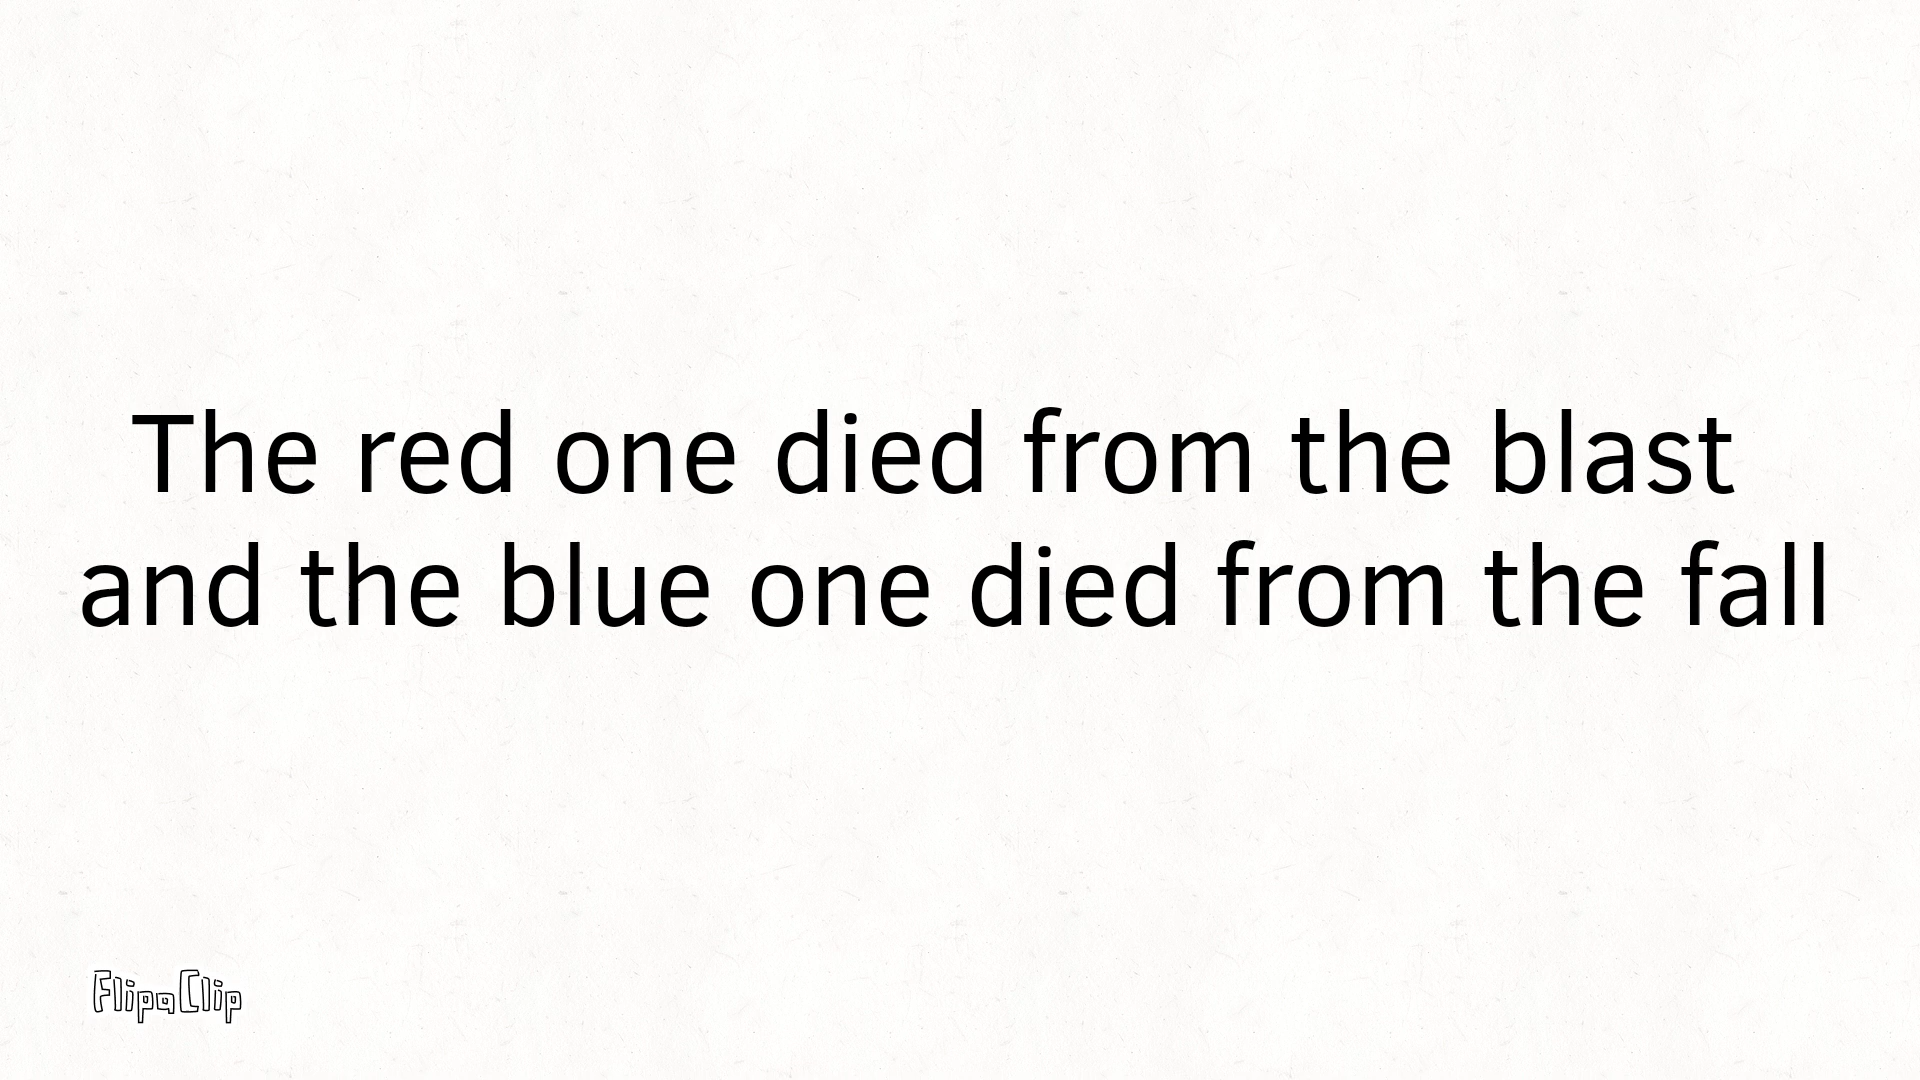 The red one died from the blast
and the blue one died from the fall
FlipaClip